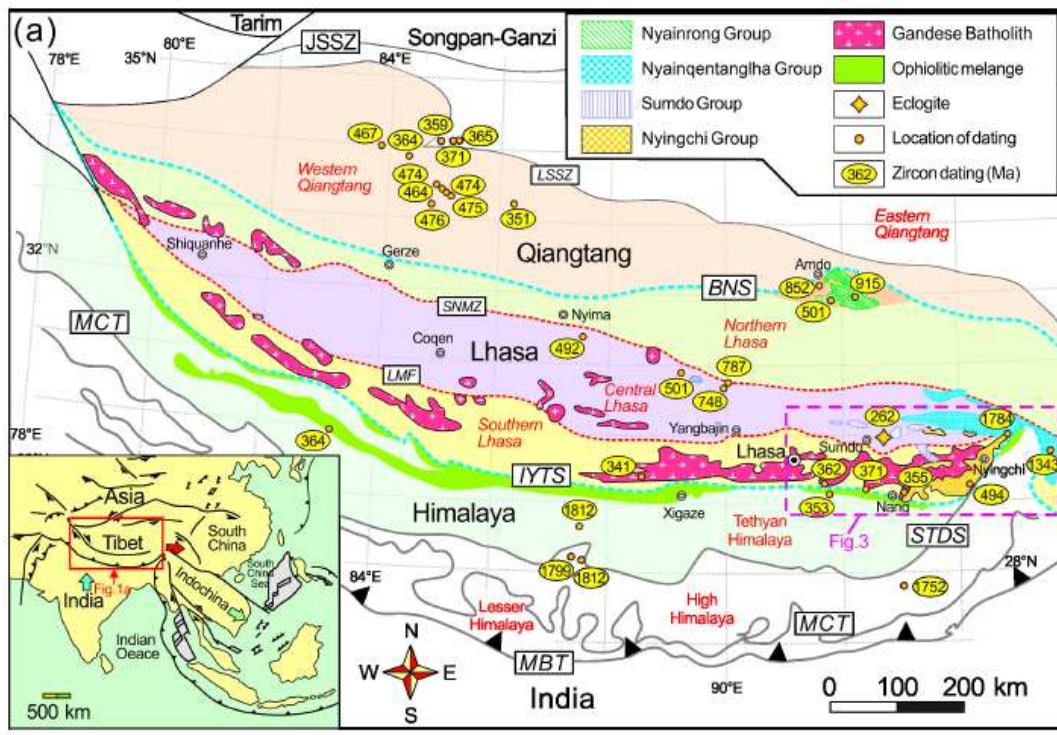 (a)
Tarim
80°E
78°E
35°N
JSSZ
Songpan-Ganzi
84°E
Nyainrong Group
Nyainqentanglha Group
Sumdo Group
Nyingchi Group
Gandese Batholith
Ophiolitic melange
Eclogite
Location of dating
362
Zircon dating (Ma)
467
364
359
365
371
Western
Qiangtang
474
464
474
475
476
351
LSSZ
Eastern
Qiangtang
Qiangtang
32°N
Shiquanhe
Gerze
Amdo
852
915
501
BNS
MCT
SNMZ
Nyima
Northern
Lhasa
Coqen
492
Lhasa
LMF
787
501
748
Central
Lhasa
Southern
Lhasa
Yangbajin
262
1784
Sumdo
78°E
364
Lhasa
341
IYTS
362
371
355
Nyingchi
1343
494
Xigaze
353
Nang
Himalaya
1812
Tethyan
Himalaya
Fig.3
STDS
1799
1812
28°N
84°E
1752
Lesser
Himalaya
High
Himalaya
MCT
MBT
N
W
E
S
India
90°E
0 100 200 km
Asia
Tibet
South
China
Fig.1a
India
Indochina
South
China
Sea
Indian
Oeace
500 km